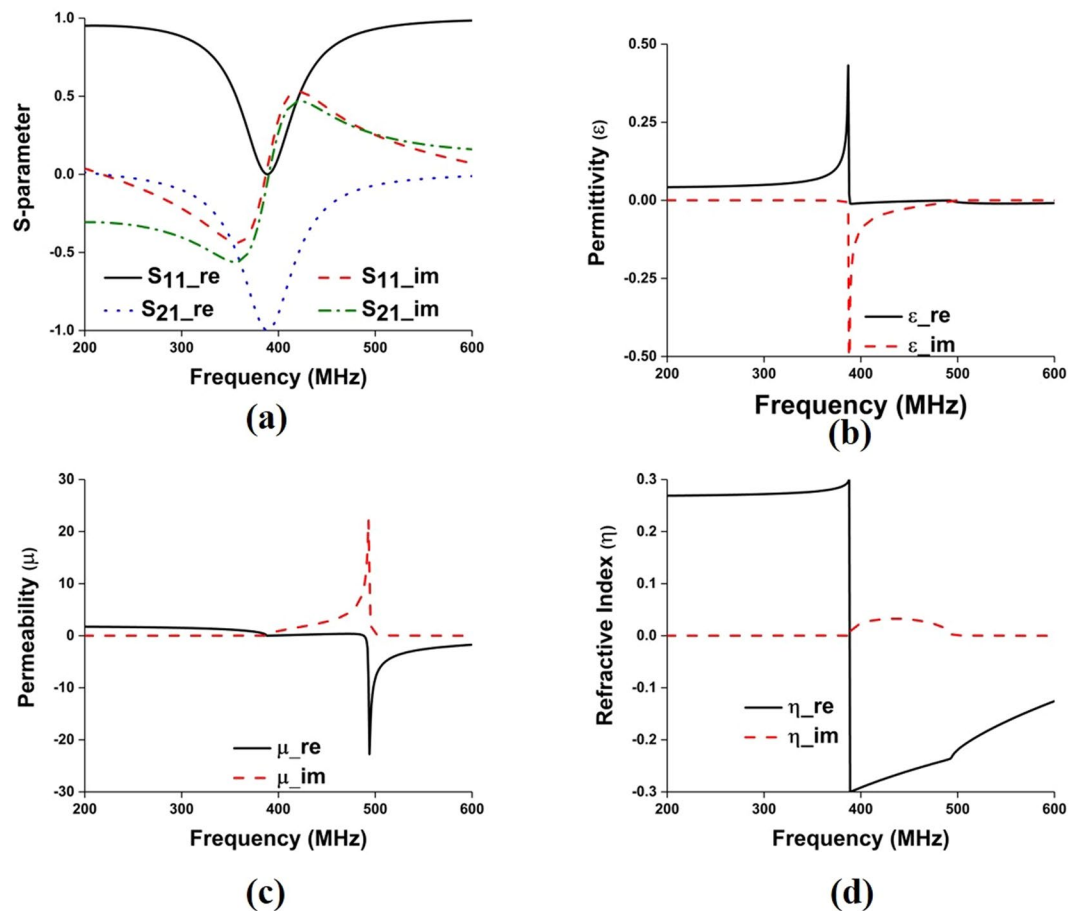 1.0
0.5
0.0
-0.5
-1.0
S-parameter
S11_re
S11_im
S21_re
S21_im
200
300
400
500
600
Frequency (MHz)
(a)
0.50
0.25
0.00
-0.25
-0.50
Permittivity (ε)
ε_re
ε_im
200
300
400
500
600
Frequency (MHz)
(b)
30
20
10
0
-10
-20
-30
Permeability (μ)
μ_re
μ_im
200
300
400
500
600
Frequency (MHz)
(c)
0.3
0.2
0.1
0.0
-0.1
-0.2
-0.3
Refractive Index (η)
η_re
η_im
200
300
400
500
600
Frequency (MHz)
(d)